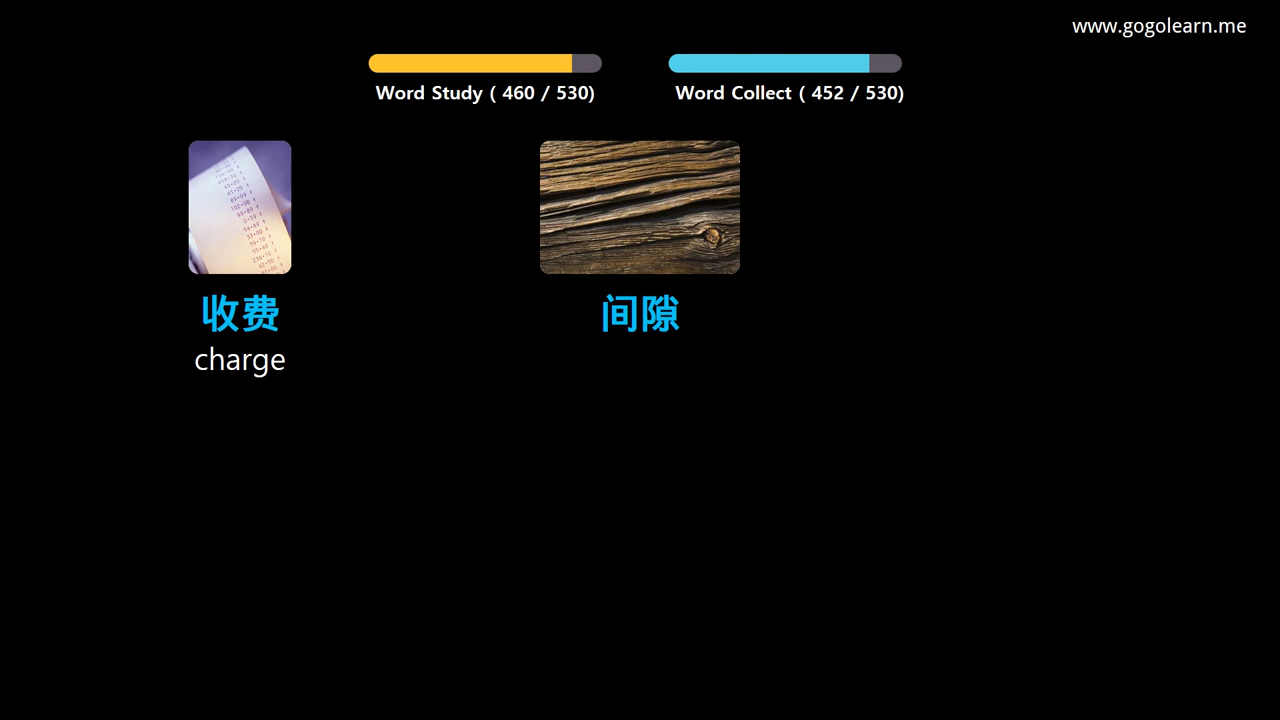 www.gogolearn.me
Word Study ( 460 / 530)
Word Collect ( 452 / 530)
收费
间隙
charge